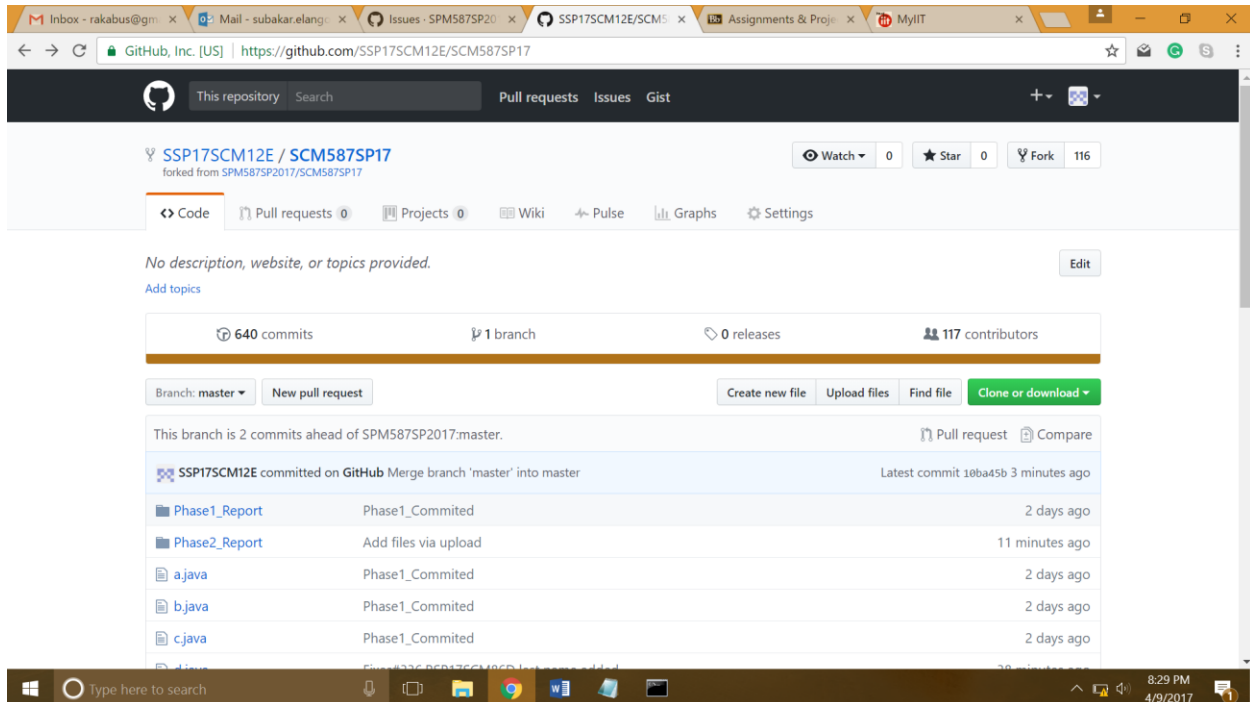 Inbox - rakabus@gm
Mail - subakar.elango
Issues · SPM587SP20
SSP17SCM12E/SCM5
Bb Assignments & Proje
MyIIT
GitHub, Inc. [US] | https://github.com/SSP17SCM12E/SCM587SP17
This repository Search Pull requests Issues Gist
SSP17SCM12E / SCM587SP17
Watch 0 Star 0 Fork 116
forked from SPM587SP2017/SCM587SP17
Code Pull requests 0 Projects 0 Wiki Pulse Graphs Settings
No description, website, or topics provided. Edit
Add topics
640 commits 1 branch 0 releases 117 contributors
Branch: master New pull request Create new file Upload files Find file Clone or download
This branch is 2 commits ahead of SPM587SP2017:master. Pull request Compare
SSP17SCM12E committed on GitHub Merge branch 'master' into master Latest commit 10ba45b 3 minutes ago
Phase1_Report Phase1_Commited 2 days ago
Phase2_Report Add files via upload 11 minutes ago
a.java Phase1_Commited 2 days ago
b.java Phase1_Commited 2 days ago
c.java Phase1_Commited 2 days ago
Type here to search
8:29 PM
4/9/2017
1